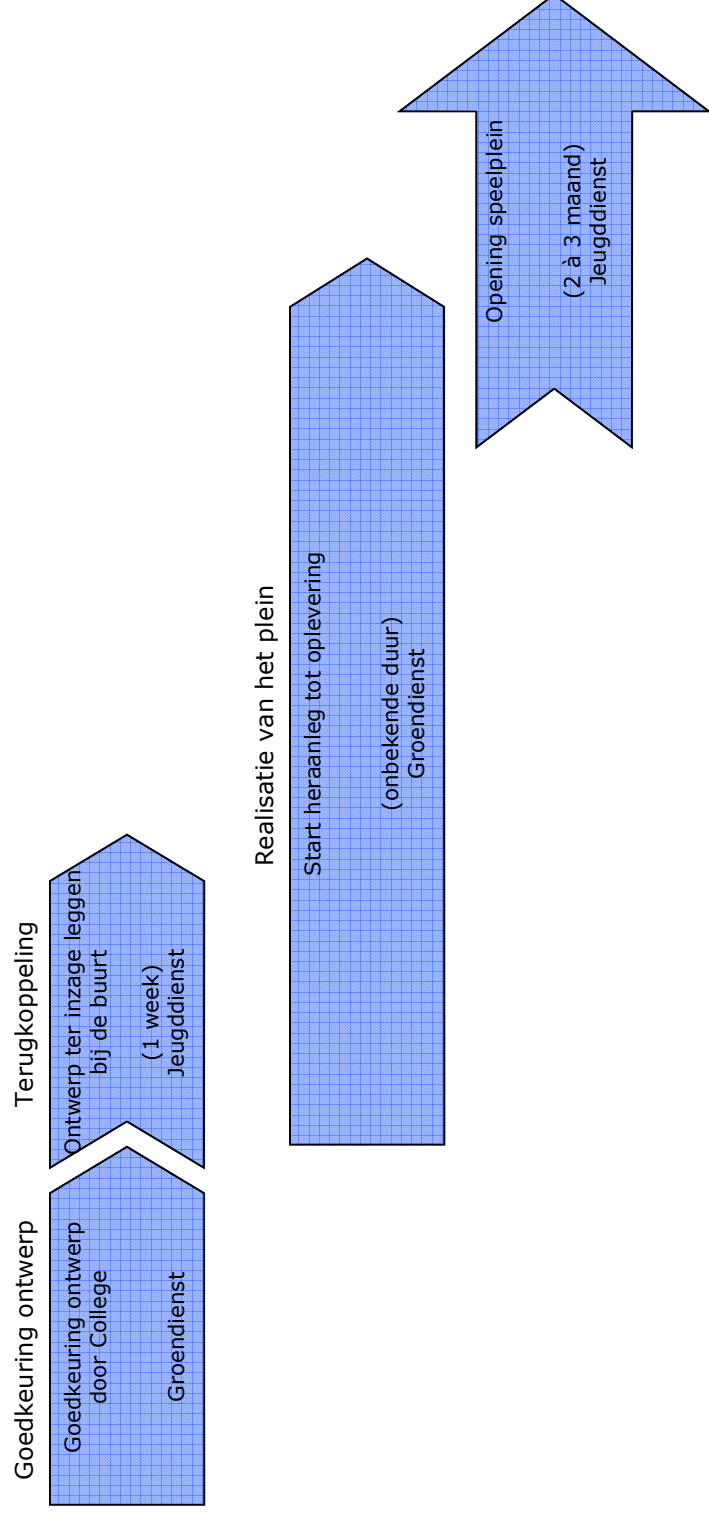 Goedkeuring ontwerp
Goedkeuring ontwerp
door College
Groendienst
Terugkoppeling
Ontwerp ter inzage leggen
bij de buurt
(1 week)
Jeugddienst
Realisatie van het plein
Start heraanleg tot oplevering
(onbekende duur)
Groendienst
Opening speelplein
(2 à 3 maand)
Jeugddienst